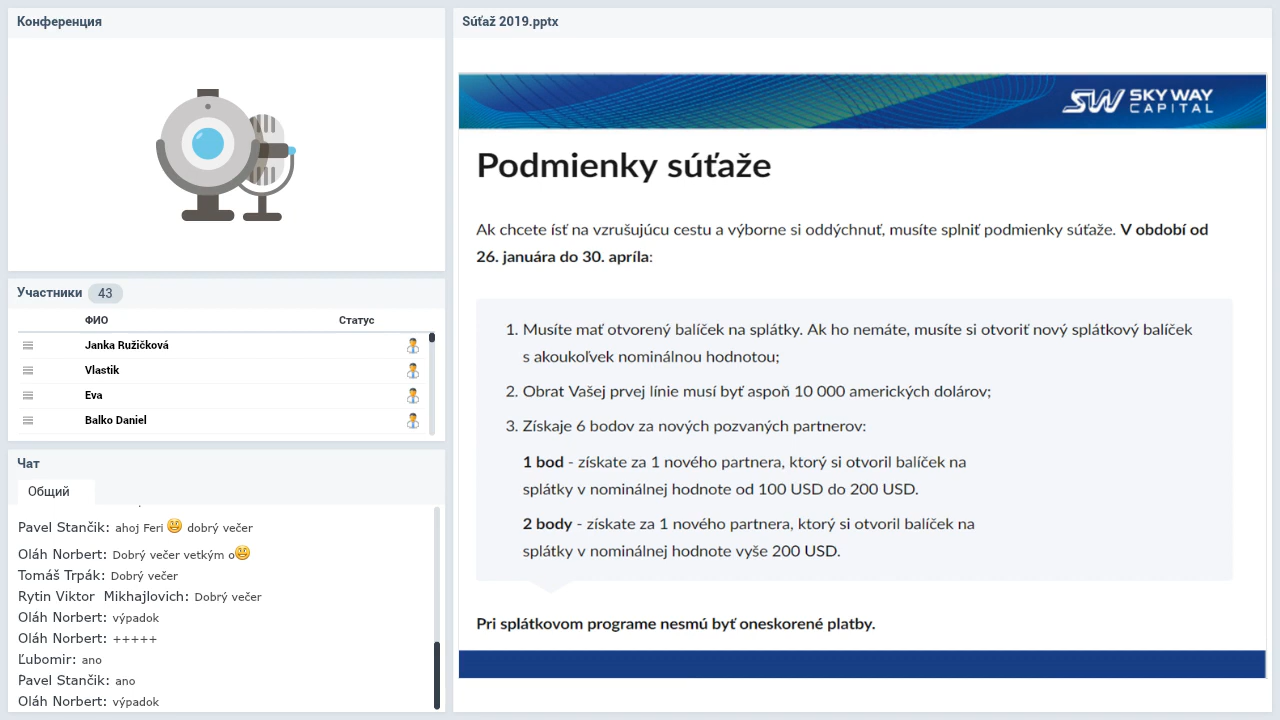 Конференция
Участники 43
ФИО Статус
Janka Ružičková
Vlastik
Eva
Balko Daniel
Чат
Общий
Pavel Stančik: ahoj Feri dobrý večer
Oláh Norbert: Dobrý večer vetkým o
Tomáš Trpák: Dobrý večer
Rytin Viktor Mikhajlovich: Dobrý večer
Oláh Norbert: výpadok
Oláh Norbert: +++++
Ľubomir: ano
Pavel Stančik: ano
Oláh Norbert: výpadok
Súťaž 2019.pptx
SW SKY WAY
CAPITAL
Podmienky súťaže
Ak chcete ísť na vzrušujúcu cestu a výborne si oddýchnuť, musíte splniť podmienky súťaže. V období od
26. januára do 30. apríla:
1. Musíte mať otvorený balíček na splátky. Ak ho nemáte, musíte si otvoriť nový splátkový balíček
s akoukoľvek nominálnou hodnotou;
2. Obrat Vašej prvej línie musí byť aspoň 10 000 amerických dolárov;
3. Získaje 6 bodov za nových pozvaných partnerov:
1 bod - získate za 1 nového partnera, ktorý si otvoril balíček na
splátky v nominálnej hodnote od 100 USD do 200 USD.
2 body - získate za 1 nového partnera, ktorý si otvoril balíček na
splátky v nominálnej hodnote vyše 200 USD.
Pri splátkovom programe nesmú byť oneskorené platby.